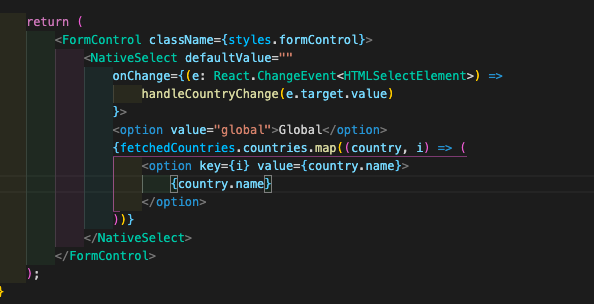 return (
<FormControl className={styles.formControl}>
<NativeSelect defaultValue=""
onChange={(e: React.ChangeEvent<HTMLSelectElement>) =>
handleCountryChange(e.target.value)
}>
<option value="global">Global</option>
{fetchedCountries.countries.map((country, i) => (
<option key={i} value={country.name}>
{country.name}
</option>
))}
</NativeSelect>
</FormControl>
);
}